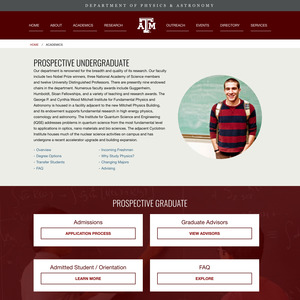 DEPARTMENT OF PHYSICS & ASTRONOMY
HOME ABOUT ACADEMICS RESEARCH ATM OUTREACH EVENTS DIRECTORY SERVICES
HOME / ACADEMICS
PROSPECTIVE UNDERGRADUATE
Our department is renowned for the breadth and quality of its research. Our faculty
include two Nobel Prize winners, three National Academy of Science members
and twelve University Distinguished Professors. There are presently nine endowed
chairs in the department. Numerous faculty awards include Guggenheim,
Humboldt, Sloan Fellowships, and a variety of teaching and research awards. The
George P. and Cynthia Woods Mitchell Institute for Fundamental Physics and
Astronomy is housed in a facility adjacent to the new Mitchell Physics Building,
and its endowment supports fundamental research in high energy physics,
cosmology and astronomy. The Institute for Quantum Science and Engineering
(IQSE) addresses problems in quantum science from the most fundamental level
to applications in optics, nano materials and bio sciences. The adjacent Cyclotron
Institute houses much of the nuclear science activities on campus and has
undergone a recent accelerator upgrade and building expansion.
Overview
Degree Options
Transfer Students
FAQ
Incoming Freshmen
Why Study Physics?
Changing Majors
Advising
PROSPECTIVE GRADUATE
Admissions
APPLICATION PROCESS
Graduate Advisors
VIEW ADVISORS
Admitted Student / Orientation
LEARN MORE
FAQ
EXPLORE